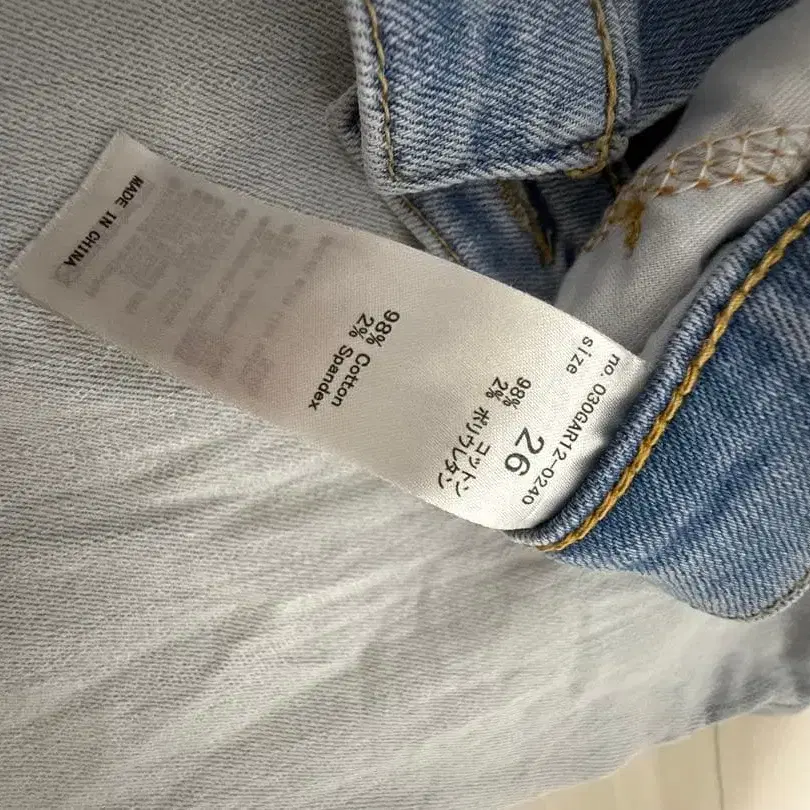 no. 030GAR12-0240
size 26
98% コットン
2% ポリウレタン
98% Cotton
2% Spandex
MADE IN CHINA